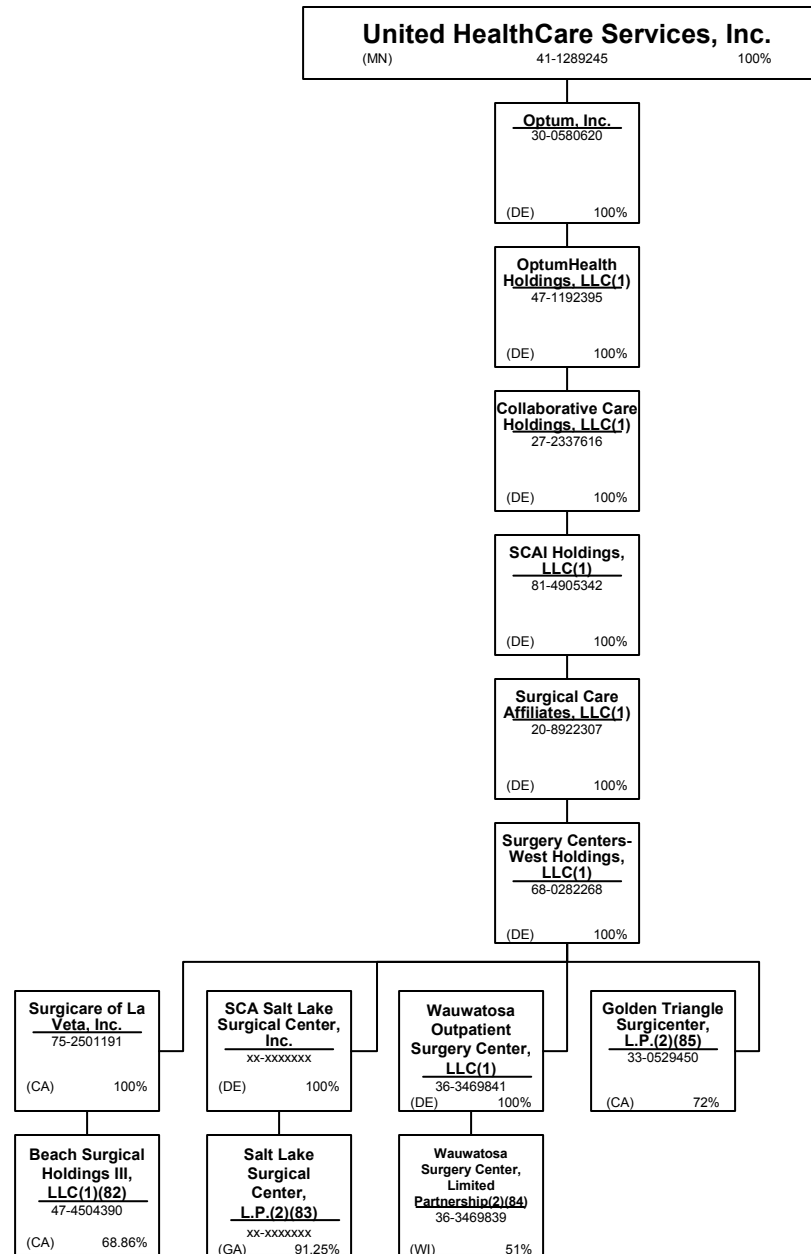 United HealthCare Services, Inc.
(MN) 41-1289245 100%
Optum, Inc.
30-0580620
(DE) 100%
OptumHealth
Holdings, LLC(1)
47-1192395
(DE) 100%
Collaborative Care
Holdings, LLC(1)
27-2337616
(DE) 100%
SCAI Holdings,
LLC(1)
81-4905342
(DE) 100%
Surgical Care
Affiliates, LLC(1)
20-8922307
(DE) 100%
Surgery Centers-
West Holdings,
LLC(1)
68-0282268
(DE) 100%
Surgicare of La
Veta, Inc.
75-2501191
(CA) 100%
SCA Salt Lake
Surgical Center,
Inc.
xx-xxxxxxx
(DE) 100%
Wauwatosa
Outpatient
Surgery Center,
LLC(1)
36-3469841
(DE) 100%
Golden Triangle
Surgicenter,
L.P.(2)(85)
33-0529450
(CA) 72%
Beach Surgical
Holdings III,
LLC(1)(82)
47-4504390
(CA) 68.86%
Salt Lake
Surgical
Center,
L.P.(2)(83)
xx-xxxxxxx
(GA) 91.25%
Wauwatosa
Surgery Center,
Limited
Partnership(2)(84)
36-3469839
(WI) 51%